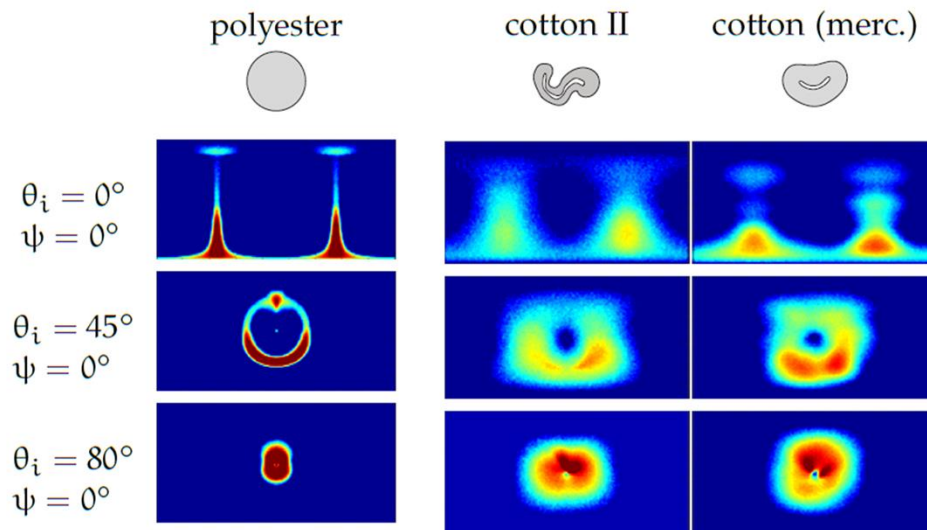 polyester cotton II cotton (merc.)
θi = 0°
ψ = 0°
θi = 45°
ψ = 0°
θi = 80°
ψ = 0°